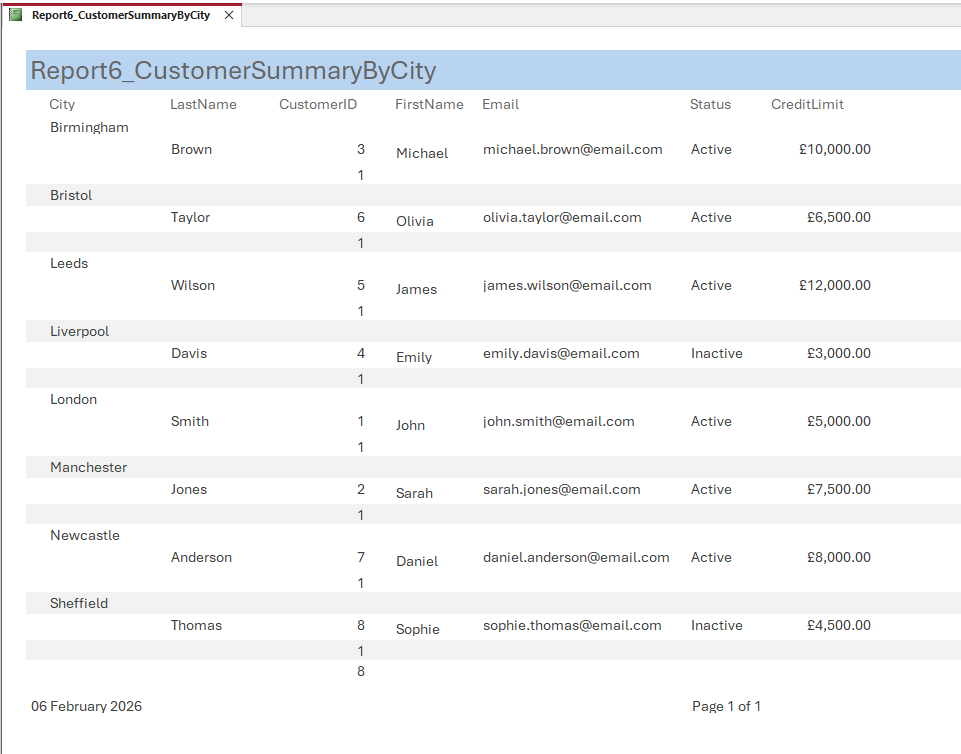 Report6_CustomerSummaryByCity
Report6_CustomerSummaryByCity
City LastName CustomerID FirstName Email Status CreditLimit
Birmingham
Brown 3 Michael michael.brown@email.com Active £10,000.00
1
Bristol
Taylor 6 Olivia olivia.taylor@email.com Active £6,500.00
1
Leeds
Wilson 5 James james.wilson@email.com Active £12,000.00
1
Liverpool
Davis 4 Emily emily.davis@email.com Inactive £3,000.00
1
London
Smith 1 John john.smith@email.com Active £5,000.00
1
Manchester
Jones 2 Sarah sarah.jones@email.com Active £7,500.00
1
Newcastle
Anderson 7 Daniel daniel.anderson@email.com Active £8,000.00
1
Sheffield
Thomas 8 Sophie sophie.thomas@email.com Inactive £4,500.00
1
8
06 February 2026 Page 1 of 1